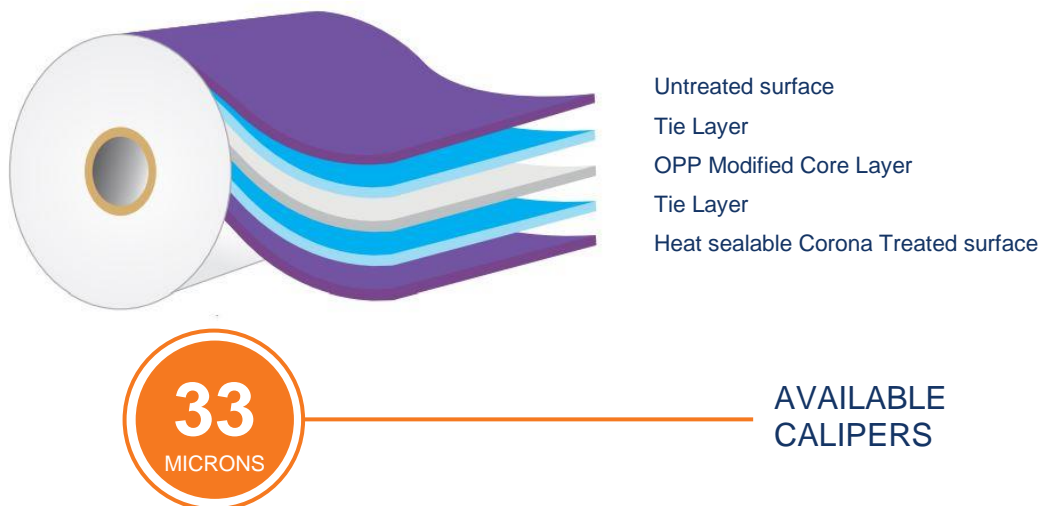 Untreated surface
Tie Layer
OPP Modified Core Layer
Tie Layer
Heat sealable Corona Treated surface
33
MICRONS
AVAILABLE
CALIPERS